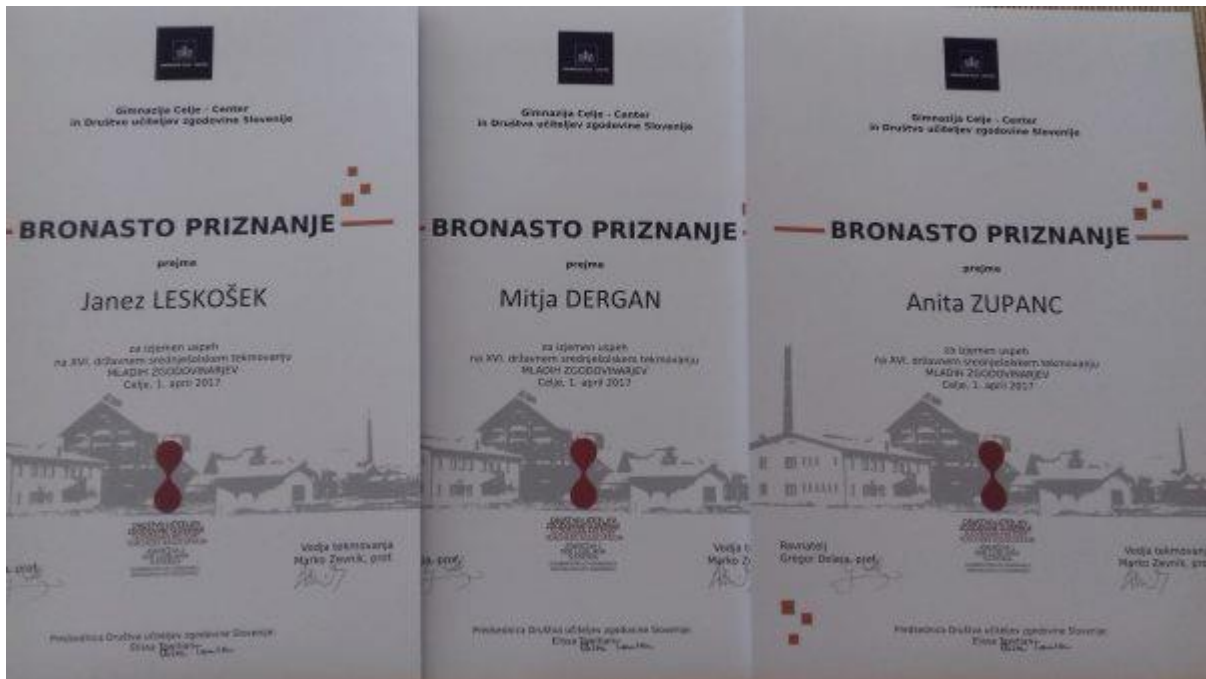 Gimnazija Celje - Center
in Društvo učiteljev zgodovine Slovenije
BRONASTO PRIZNANJE
prejme
Janez LESKOŠEK
za izjemen uspeh
na XVI. državnem srednješolskem tekmovanju
MLADIH ZGODOVINARJEV
Celje, 1. april 2017
prof.
Vodja tekmovanja
Marko Zevnik, prof.
Predsednica Društva učiteljev zgodovine Slovenije:
Gimnazija Celje - Center
in Društvo učiteljev zgodovine Slovenije
BRONASTO PRIZNANJE
prejme
Mitja DERGAN
za izjemen uspeh
na XVI. državnem srednješolskem tekmovanju
MLADIH ZGODOVINARJEV
Celje, 1. april 2017
prof.
Vodja
Marko
Predsednica Društva učiteljev zgodovine Slovenije:
Gimnazija Celje - Center
in Društvo učiteljev zgodovine Slovenije
BRONASTO PRIZNANJE
prejme
Anita ZUPANC
za izjemen uspeh
na XVI. državnem srednješolskem tekmovanju
MLADIH ZGODOVINARJEV
Celje, 1. april 2017
Ravnatelj
Gregor Deleja, prof.
Vodja tekmovan
Marko Zevnik, pro
Predsednica Društva učiteljev zgodovine Slovenije: